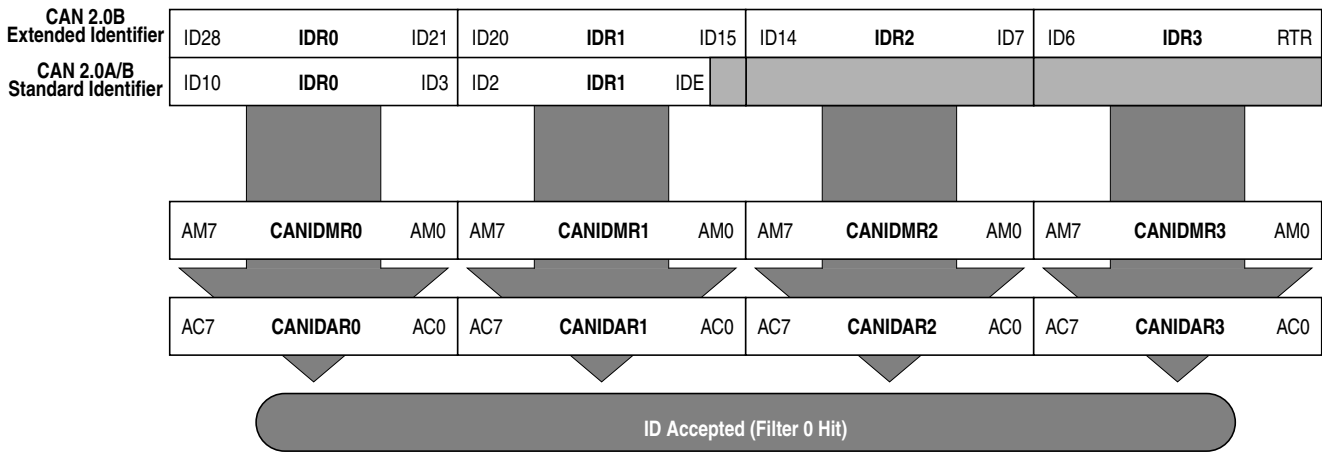 CAN 2.0B
Extended Identifier
ID28 IDR0 ID21 ID20 IDR1 ID15 ID14 IDR2 ID7 ID6 IDR3 RTR
CAN 2.0A/B
Standard Identifier
ID10 IDR0 ID3 ID2 IDR1 IDE
AM7 CANIDMR0 AM0 AM7 CANIDMR1 AM0 AM7 CANIDMR2 AM0 AM7 CANIDMR3 AM0
AC7 CANIDAR0 AC0 AC7 CANIDAR1 AC0 AC7 CANIDAR2 AC0 AC7 CANIDAR3 AC0
ID Accepted (Filter 0 Hit)